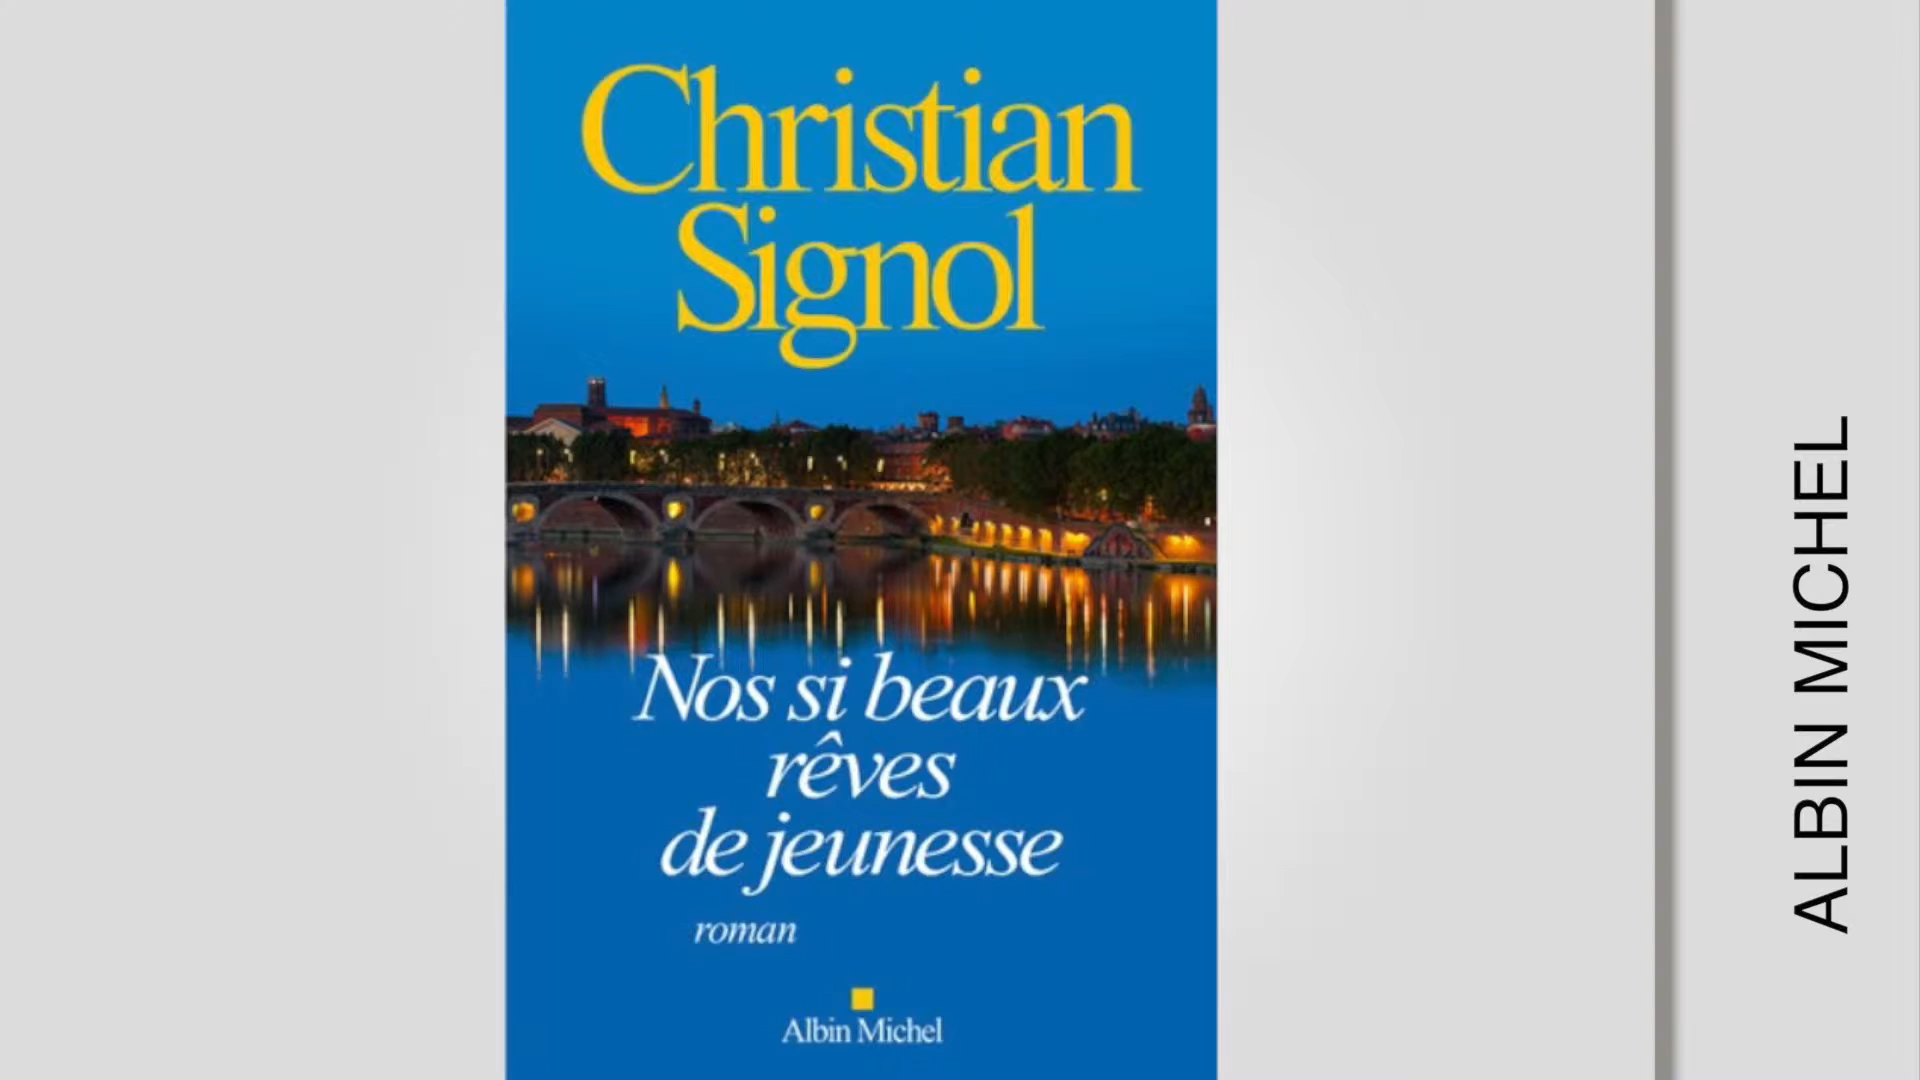 Christian
Signol
Nos si beaux
rêves
de jeunesse
roman
Albin Michel
ALBIN MICHEL